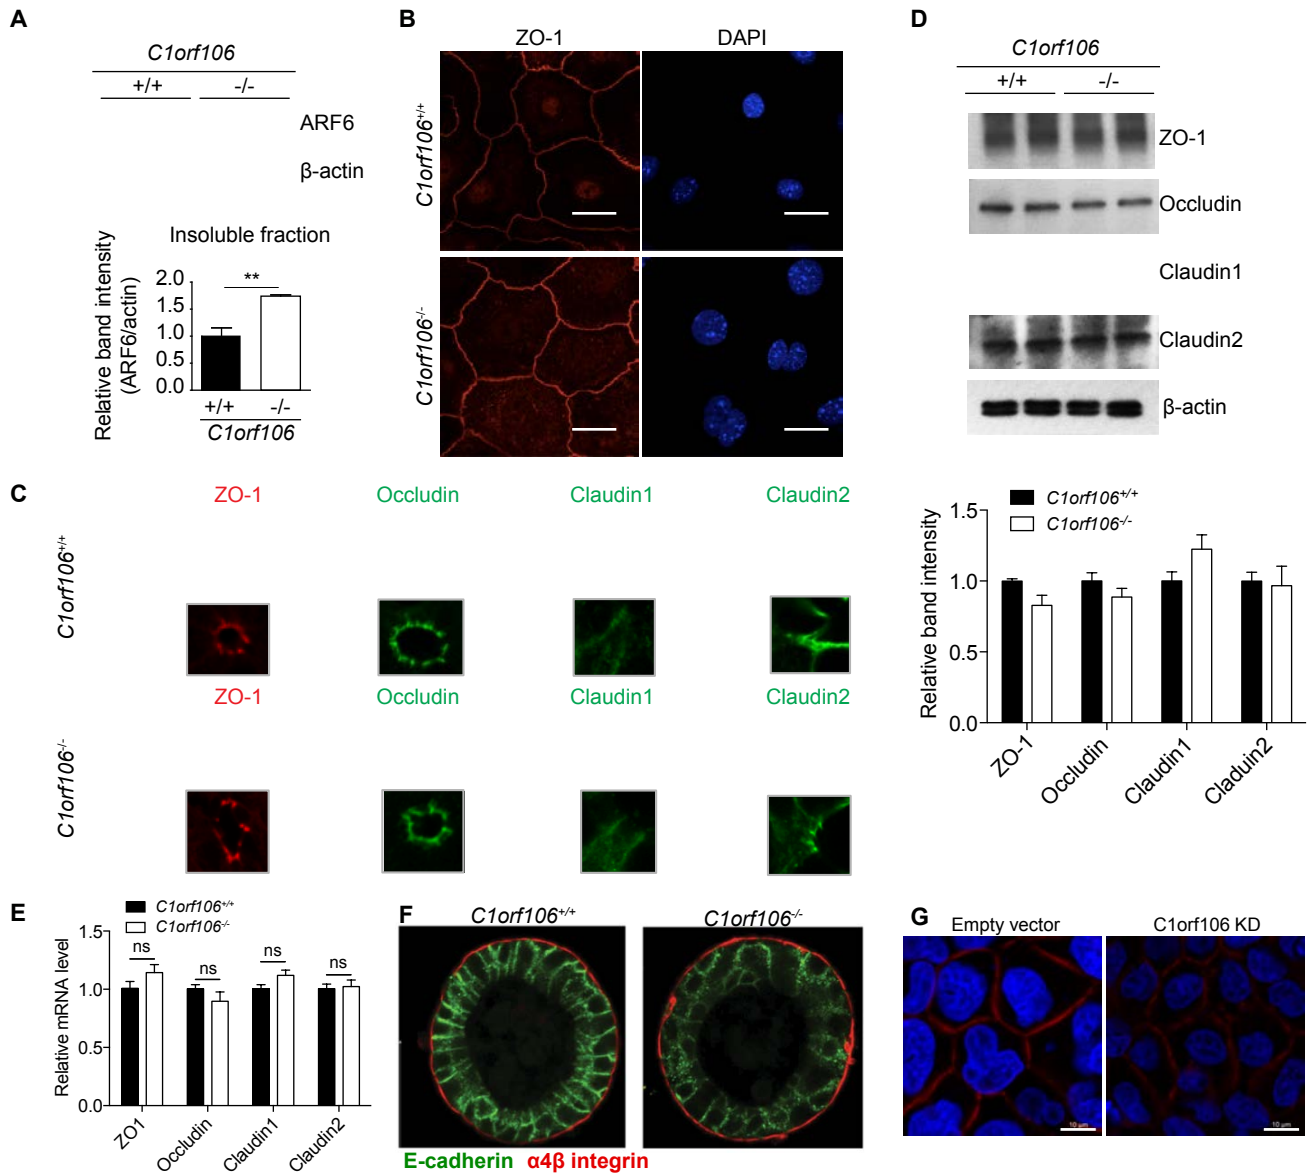 A
C1orf106
+/+ -/-
ARF6
β-actin
Insoluble fraction
Relative band intensity
(ARF6/actin)
2.0
1.5
1.0
0.5
0.0
**
+/+ -/-
C1orf106
B
ZO-1 DAPI
C1orf106+/+
C1orf106-/-
C
ZO-1 Occludin Claudin1 Claudin2
C1orf106+/+
ZO-1 Occludin Claudin1 Claudin2
C1orf106-/-
D
C1orf106
+/+ -/-
ZO-1
Occludin
Claudin1
Claudin2
β-actin
C1orf106+/+
C1orf106-/-
Relative band intensity
1.5
1.0
0.5
0.0
ZO-1 Occludin Claudin1 Claduin2
E
C1orf106+/+
C1orf106-/-
Relative mRNA level
1.5
1.0
0.5
0.0
ns ns ns ns
ZO1 Occludin Claudin1 Claudin2
F
C1orf106+/+ C1orf106-/-
E-cadherin α4β integrin
G
Empty vector C1orf106 KD
10 μm 10 μm